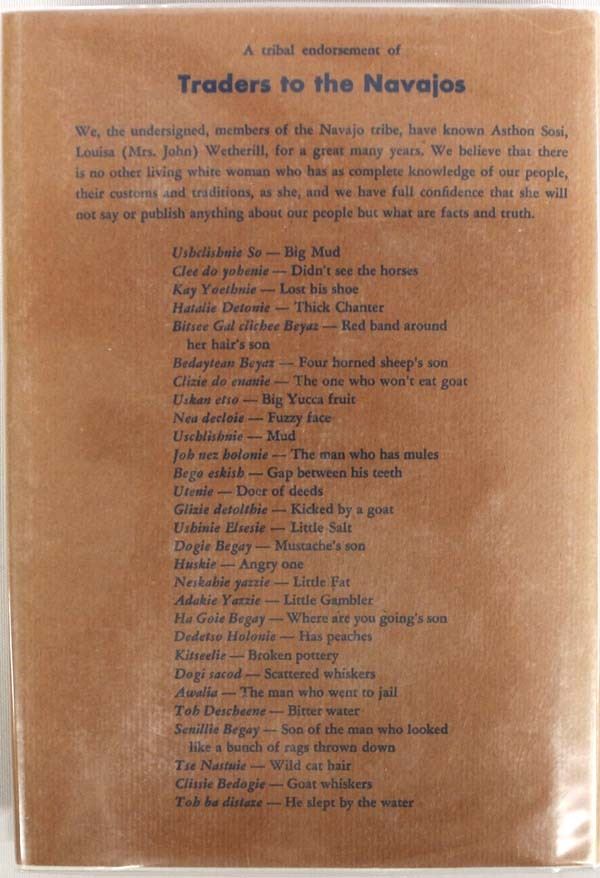 A tribal endorsement of
Traders to the Navajos
We, the undersigned, members of the Navajo tribe, have known Asthon Sosi,
Louisa (Mrs. John) Wetherill, for a great many years. We believe that there
is no other living white woman who has as complete knowledge of our people,
their customs and traditions, as she, and we have full confidence that she will
not say or publish anything about our people but what are facts and truth.
Ushclishnie So — Big Mud
Clee do yohenie — Didn't see the horses
Kay Yoethnie — Lost his shoe
Hatalie Detonie — Thick Chanter
Bitsee Gal clichee Beyaz — Red band around
her hair's son
Bedaytean Beyaz — Four horned sheep's son
Clizie do enanie — The one who won't eat goat
Uskan etso — Big Yucca fruit
Nea decloie — Fuzzy face
Uschlishnie — Mud
Joh nez holonie — The man who has mules
Bego eskish — Gap between his teeth
Utenie — Doer of deeds
Glizie detolthie — Kicked by a goat
Ushinie Elsesie — Little Salt
Dogie Begay — Mustache's son
Huskie — Angry one
Neskahie yazzie — Little Fat
Adakie Yazzie — Little Gambler
Ha Goie Begay — Where are you going's son
Dedetso Holonie — Has peaches
Kitseelie — Broken pottery
Dogi sacod — Scattered whiskers
Awalia — The man who went to jail
Toh Descheene — Bitter water
Senillie Begay — Son of the man who looked
like a bunch of rags thrown down
Tse Nastuie — Wild cat hair
Clissie Bedogie — Goat whiskers
Toh ha distaze — He slept by the water